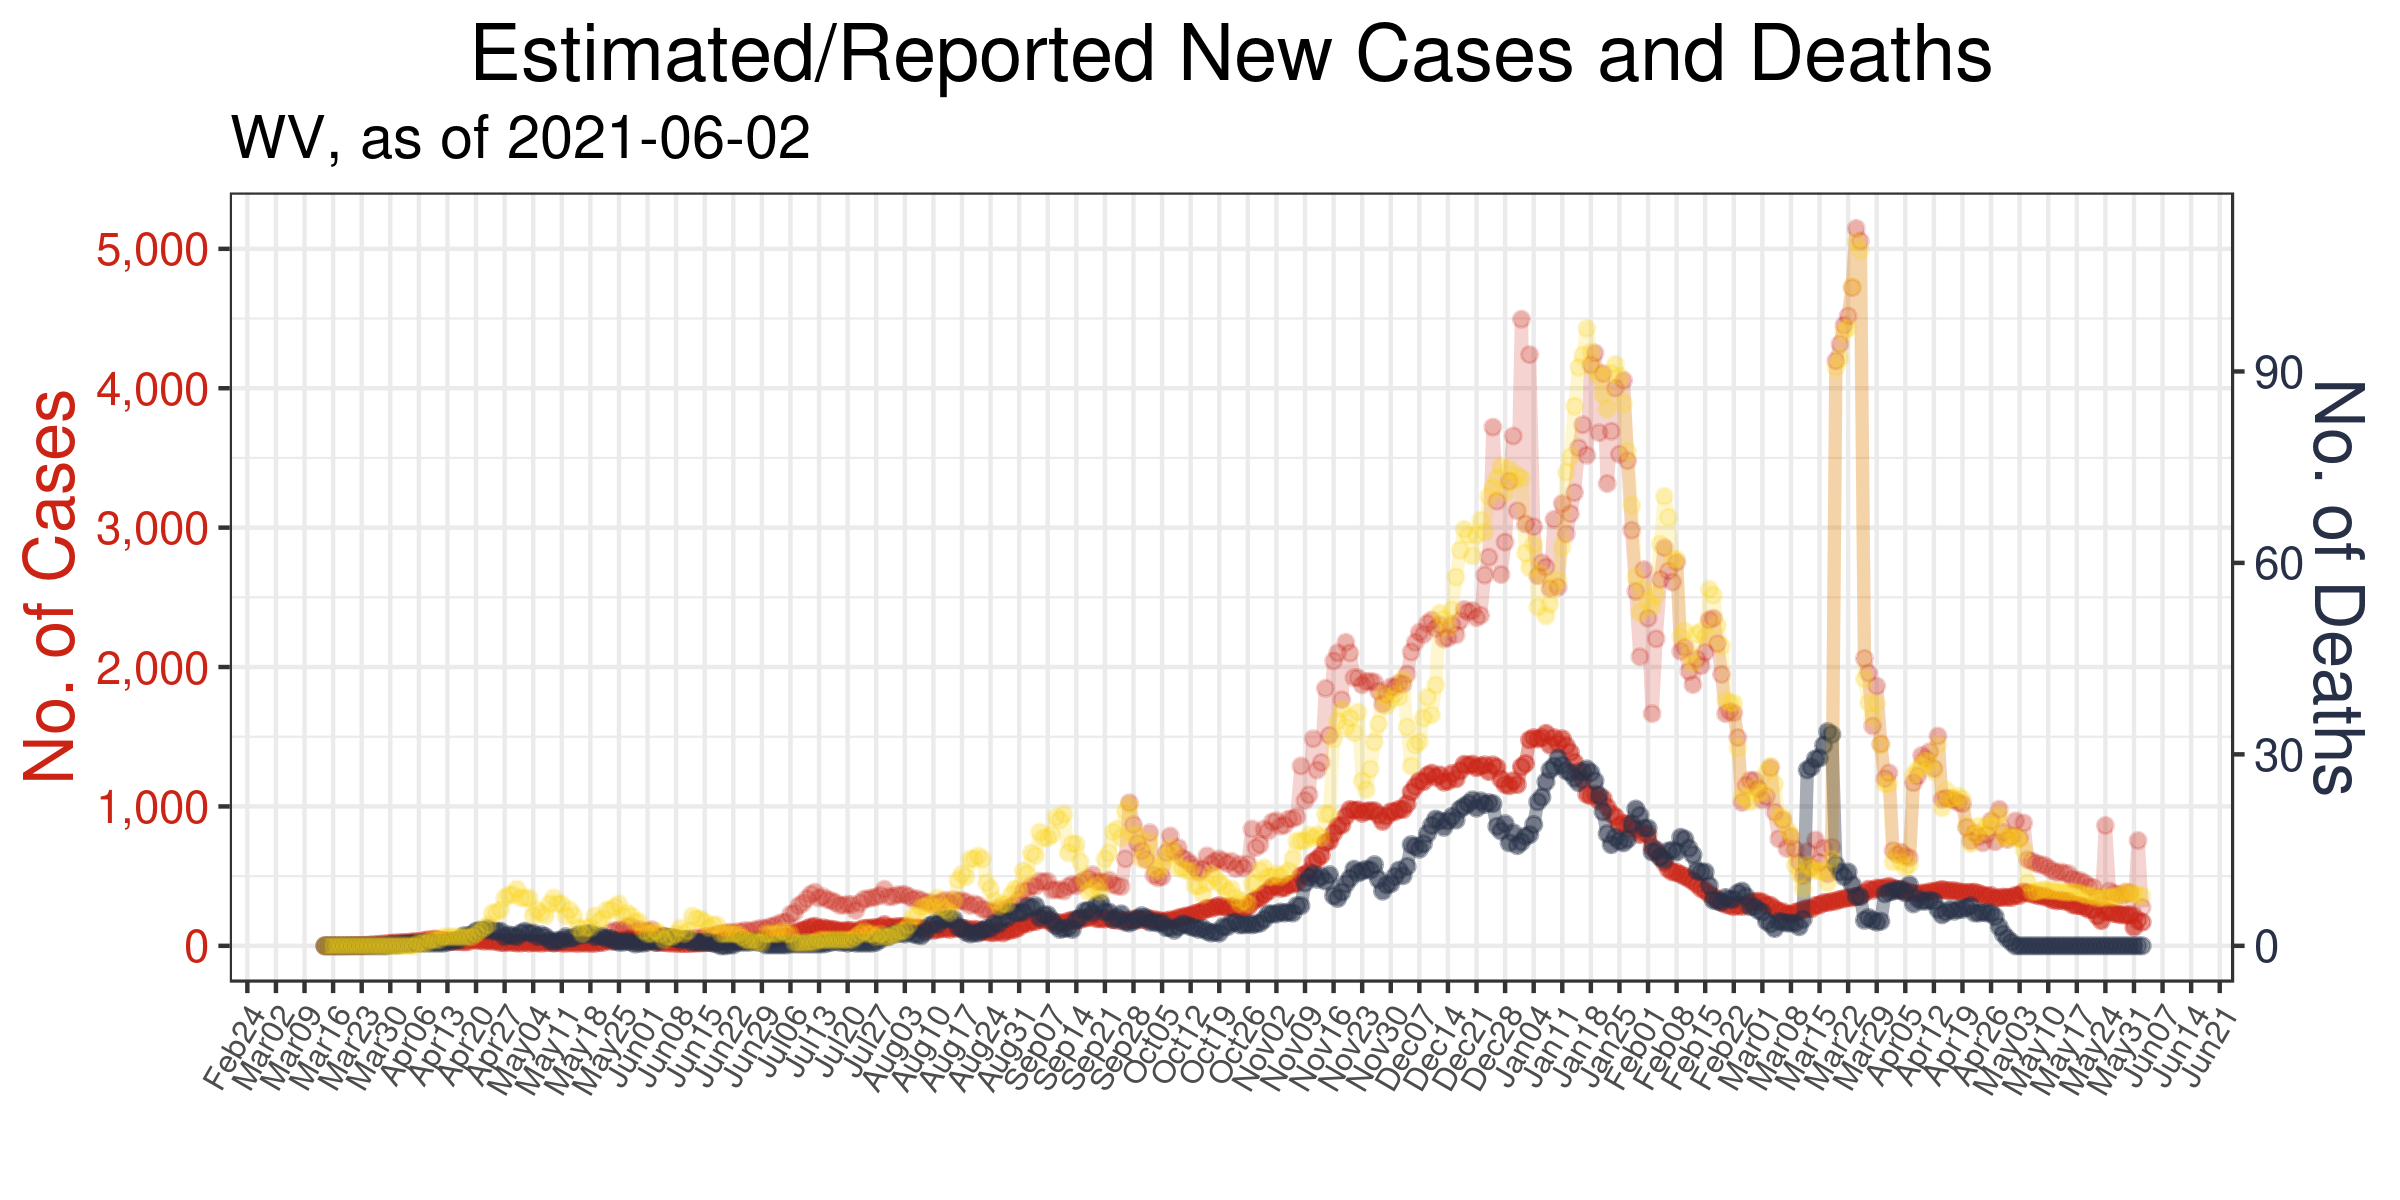 Estimated/Reported New Cases and Deaths
WV, as of 2021-06-02
No. of Cases
5,000
4,000
3,000
2,000
1,000
0
90
60
30
0
No. of Deaths
Feb24
Mar02
Mar09
Mar16
Mar23
Mar30
Apr06
Apr13
Apr20
Apr27
May04
May11
May18
May25
Jun01
Jun08
Jun15
Jun22
Jun29
Jul06
Jul13
Jul20
Jul27
Aug03
Aug10
Aug17
Aug24
Aug31
Sep07
Sep14
Sep21
Sep28
Oct05
Oct12
Oct19
Oct26
Nov02
Nov09
Nov16
Nov23
Nov30
Dec07
Dec14
Dec21
Dec28
Jan04
Jan11
Jan18
Jan25
Feb01
Feb08
Feb15
Feb22
Mar01
Mar08
Mar15
Mar22
Mar29
Apr05
Apr12
Apr19
Apr26
May03
May10
May17
May24
May31
Jun07
Jun14
Jun21